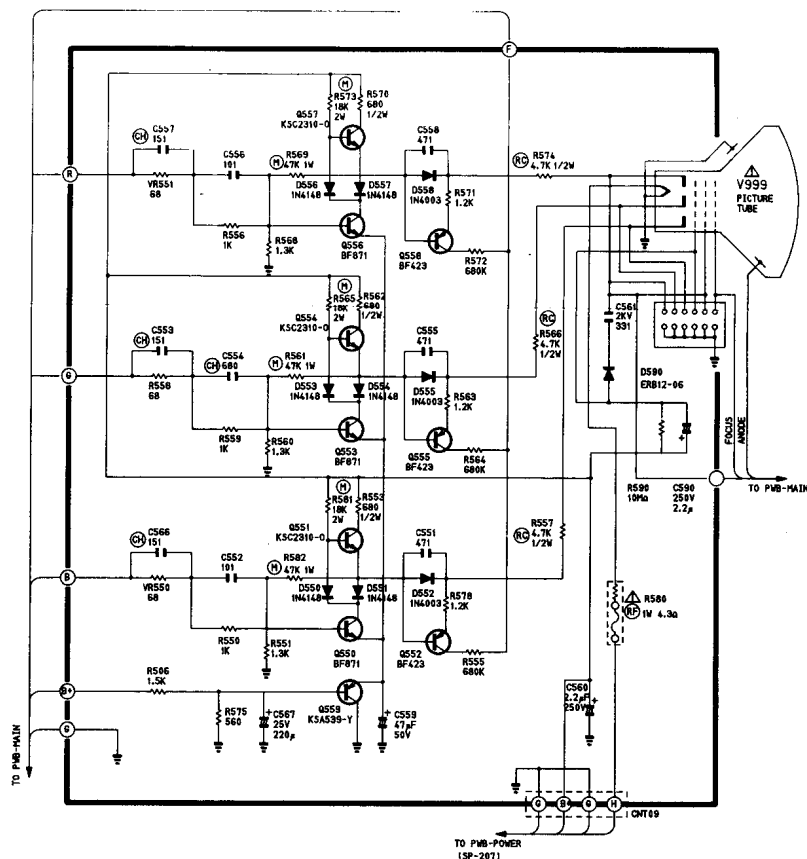 F
M
R573
18K
2W
R570
680
1/2W
Q557
KSC2310-O
CH
C557
151
C556
101
M
R569
47K 1W
C558
471
RC
R574
4.7K 1/2W
R
VR551
68
D556
1N4148
D557
1N4148
D558
1N4003
R571
1.2K
V999
PICTURE
TUBE
R556
1K
R568
1.3K
Q556
BF871
Q558
BF423
R572
680K
M
R565
18K
2W
R562
680
1/2W
Q554
KSC2310-O
CH
C553
151
CH
C554
680
M
R561
47K 1W
C555
471
RC
R566
4.7K
1/2W
C561
2KV
331
G
R558
68
D553
1N4148
D554
1N4148
D555
1N4003
R563
1.2K
D590
ERB12-06
R559
1K
R560
1.3K
Q553
BF871
Q555
BF423
R564
680K
FOCUS
ANODE
TO PWB-MAIN
M
R581
18K
2W
R553
680
1/2W
R590
10MΩ
C590
250V
2.2μ
Q551
KSC2310-O
CH
C566
151
C552
101
M
R582
47K 1W
C551
471
RC
R557
4.7K
1/2W
B
VR550
68
D550
1N4148
D551
1N4148
D552
1N4003
R578
1.2K
R580
RF
1W 4.3Ω
R550
1K
R551
1.3K
Q550
BF871
Q552
BF423
R555
680K
B+
R506
1.5K
R575
560
C567
25V
220μ
Q559
KSA539-Y
C559
47μF
50V
C560
2.2μF
250V
G
TO PWB-MAIN
G
B+
G
H
CNT09
TO PWB-POWER
(SP-207)